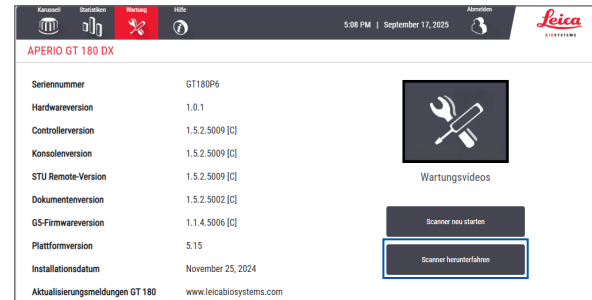 Karussell Statistiken Wartung Hilfe Abmelden
5:08 PM | September 17, 2025
Leica
BIOSYSTEMS
APERIO GT 180 DX
Seriennummer GT180P6
Hardwareversion 1.0.1
Controllerversion 1.5.2.5009 [C]
Konsolenversion 1.5.2.5009 [C]
STU Remote-Version 1.5.2.5009 [C]
Dokumentenversion 1.5.2.5002 [C]
G5-Firmwareversion 1.1.4.5006 [C]
Plattformversion 5.15
Installationsdatum November 25, 2024
Aktualisierungsmeldungen GT 180 www.leicabiosystems.com
Wartungsvideos
Scanner neu starten
Scanner herunterfahren